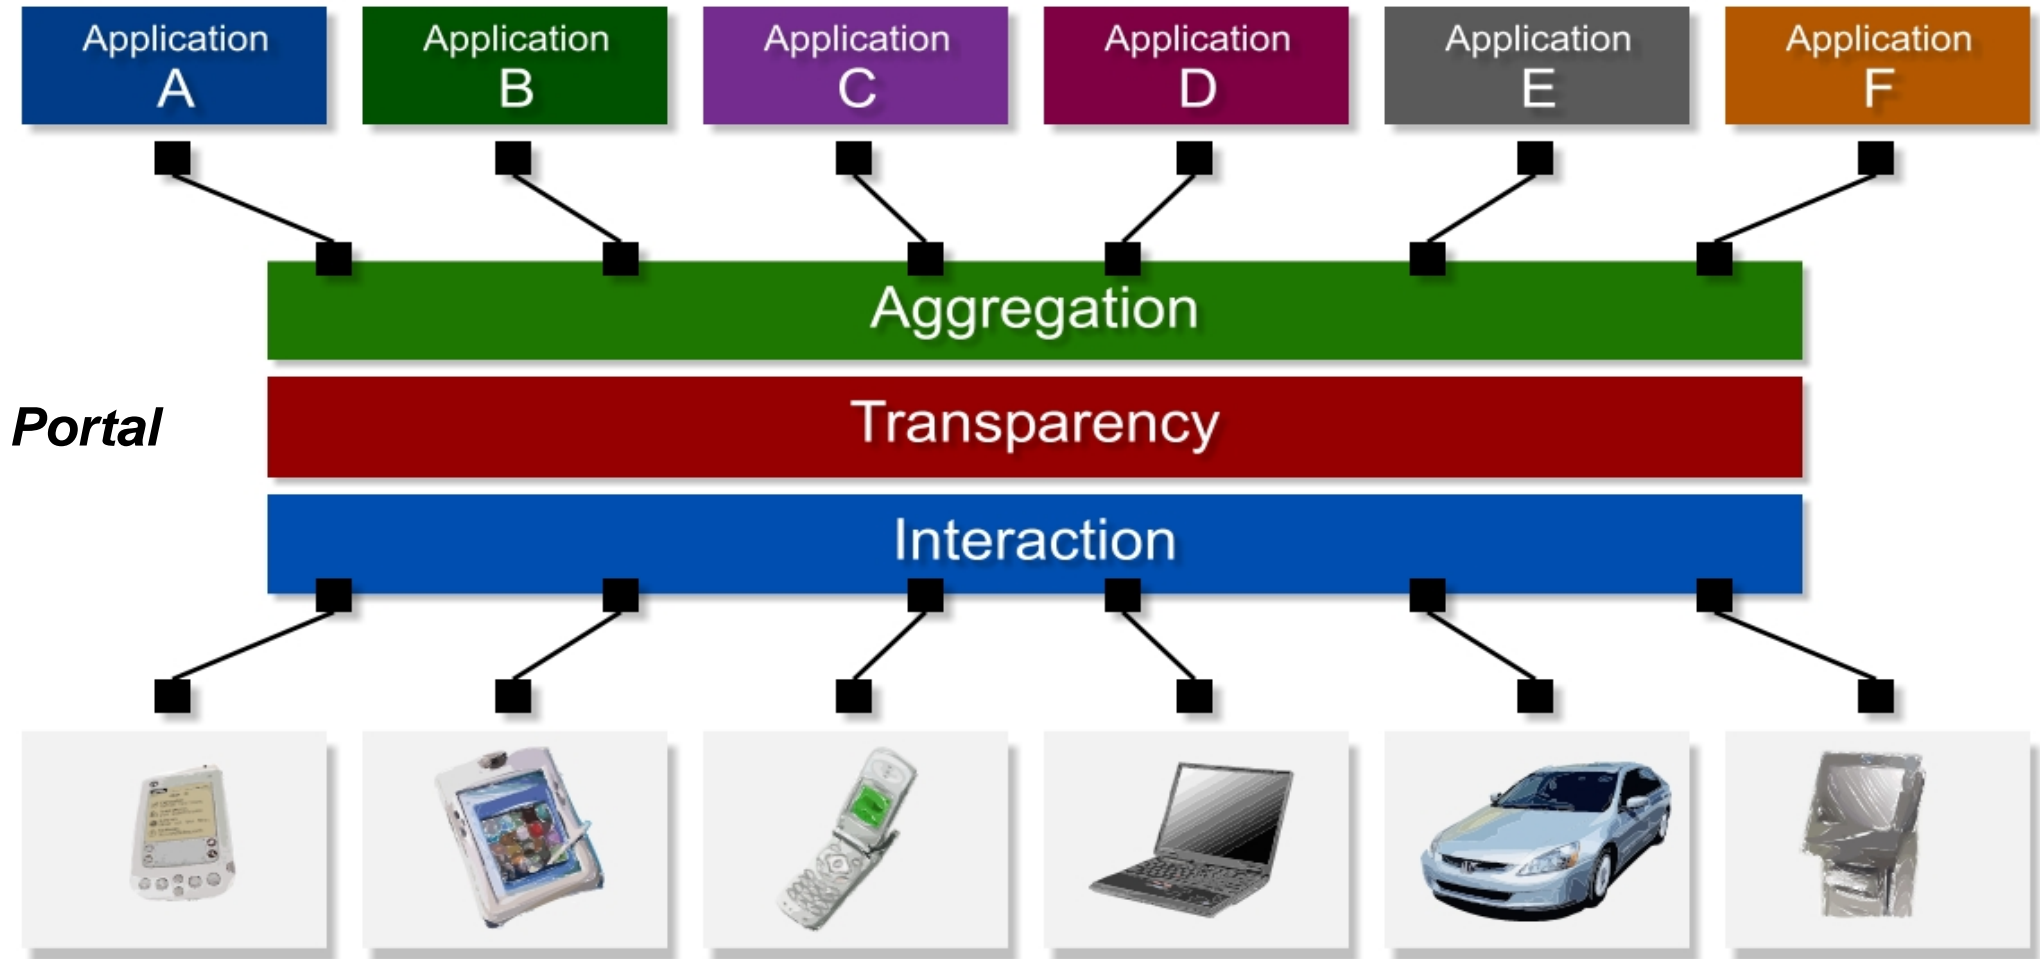 Application
A
Application
B
Application
C
Application
D
Application
E
Application
F
Aggregation
Transparency
Portal
Interaction